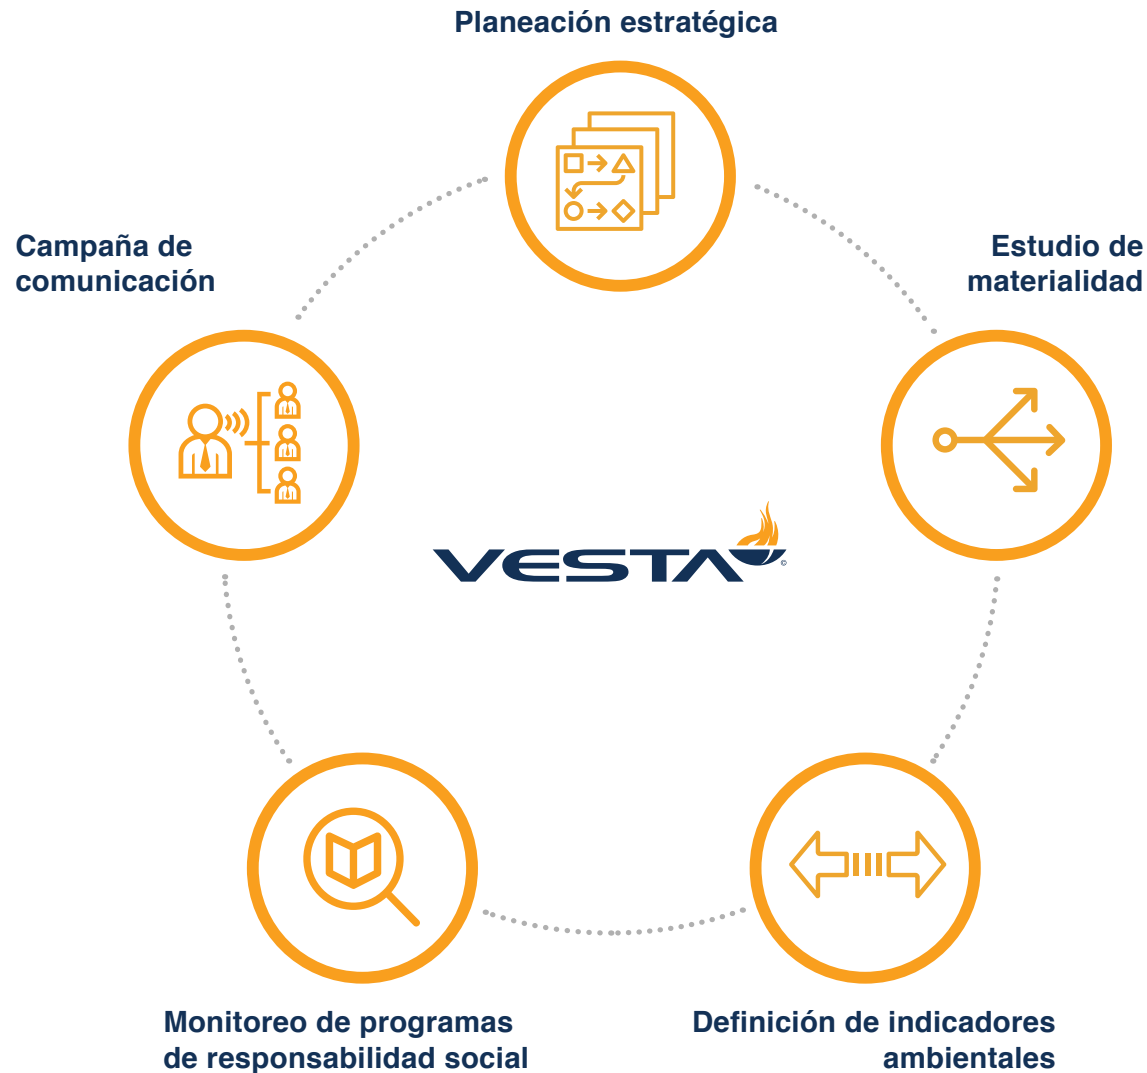 Planeación estratégica
Campaña de
comunicación
Estudio de
materialidad
VESTA
©
Monitoreo de programas
de responsabilidad social
Definición de indicadores
ambientales